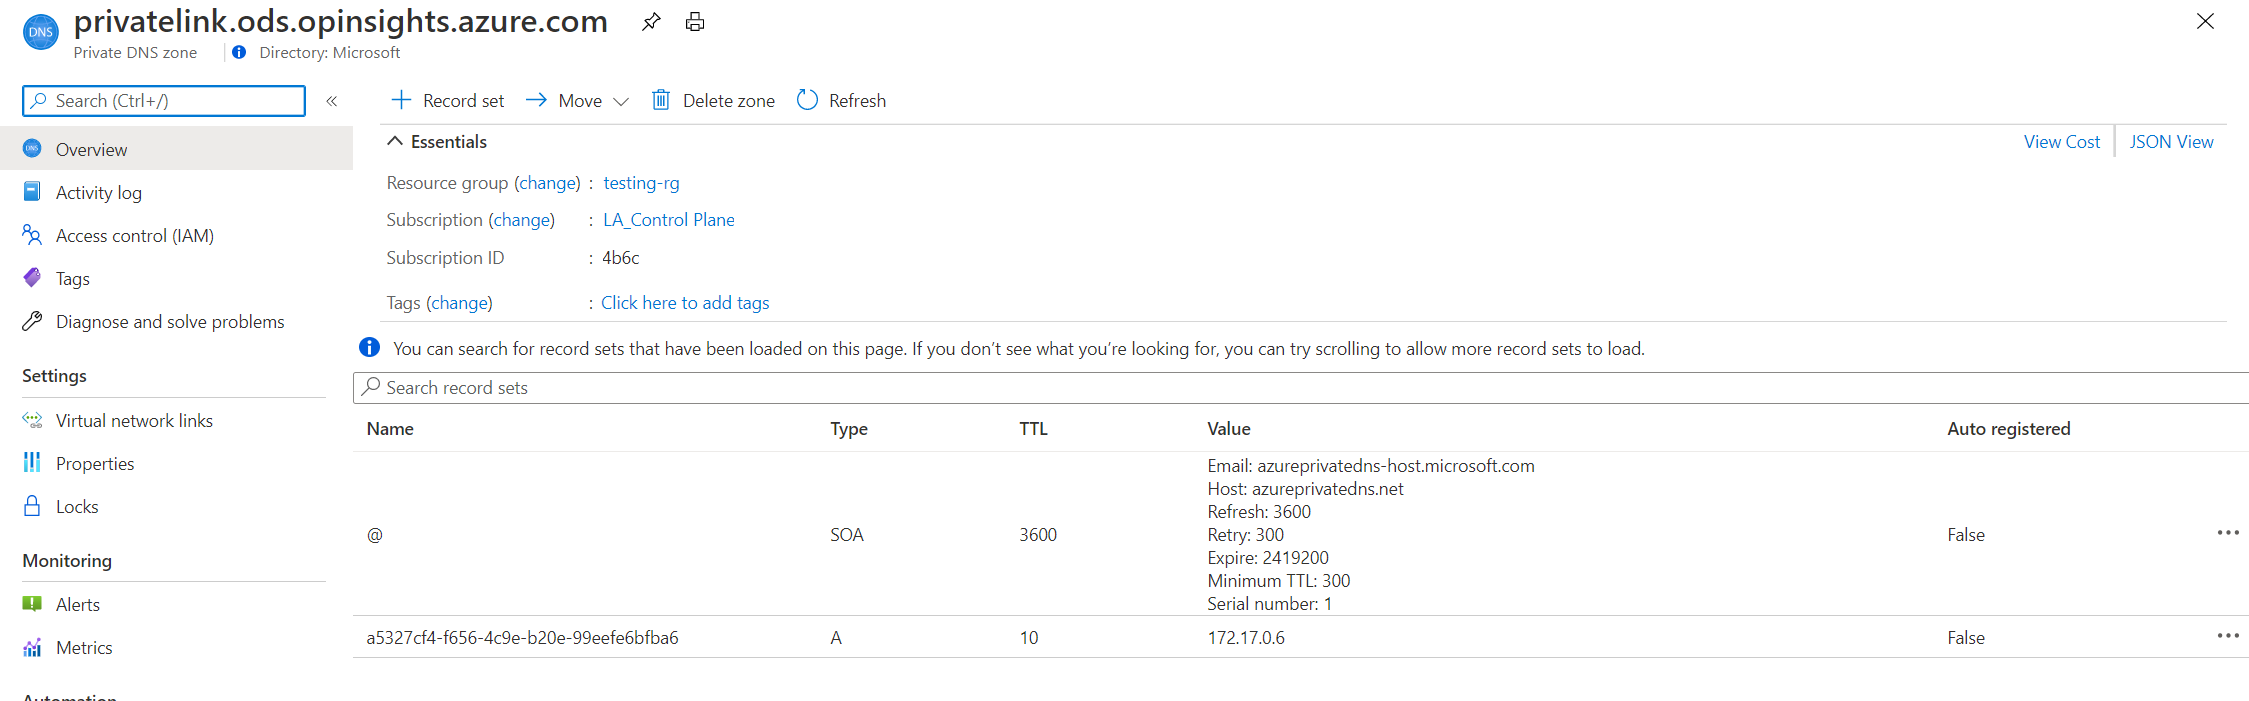 privatelink.ods.opinsights.azure.com
DNS
Private DNS zone
Directory: Microsoft
Search (Ctrl+/)
«
Record set
Move
Delete zone
Refresh
DNS
Overview
Activity log
Access control (IAM)
Tags
Diagnose and solve problems
Settings
Virtual network links
Properties
Locks
Monitoring
Alerts
Metrics
Automation
Essentials
View Cost
JSON View
Resource group (change) : testing-rg
Subscription (change) : LA_Control Plane
Subscription ID : 4b6c
Tags (change) : Click here to add tags
You can search for record sets that have been loaded on this page. If you don’t see what you’re looking for, you can try scrolling to allow more record sets to load.
Search record sets
Name Type TTL Value Auto registered
Email: azureprivatedns-host.microsoft.com
Host: azureprivatedns.net
Refresh: 3600
Retry: 300
@ SOA 3600 False
Expire: 2419200
Minimum TTL: 300
Serial number: 1
a5327cf4-f656-4c9e-b20e-99eefe6bfba6 A 10 172.17.0.6 False